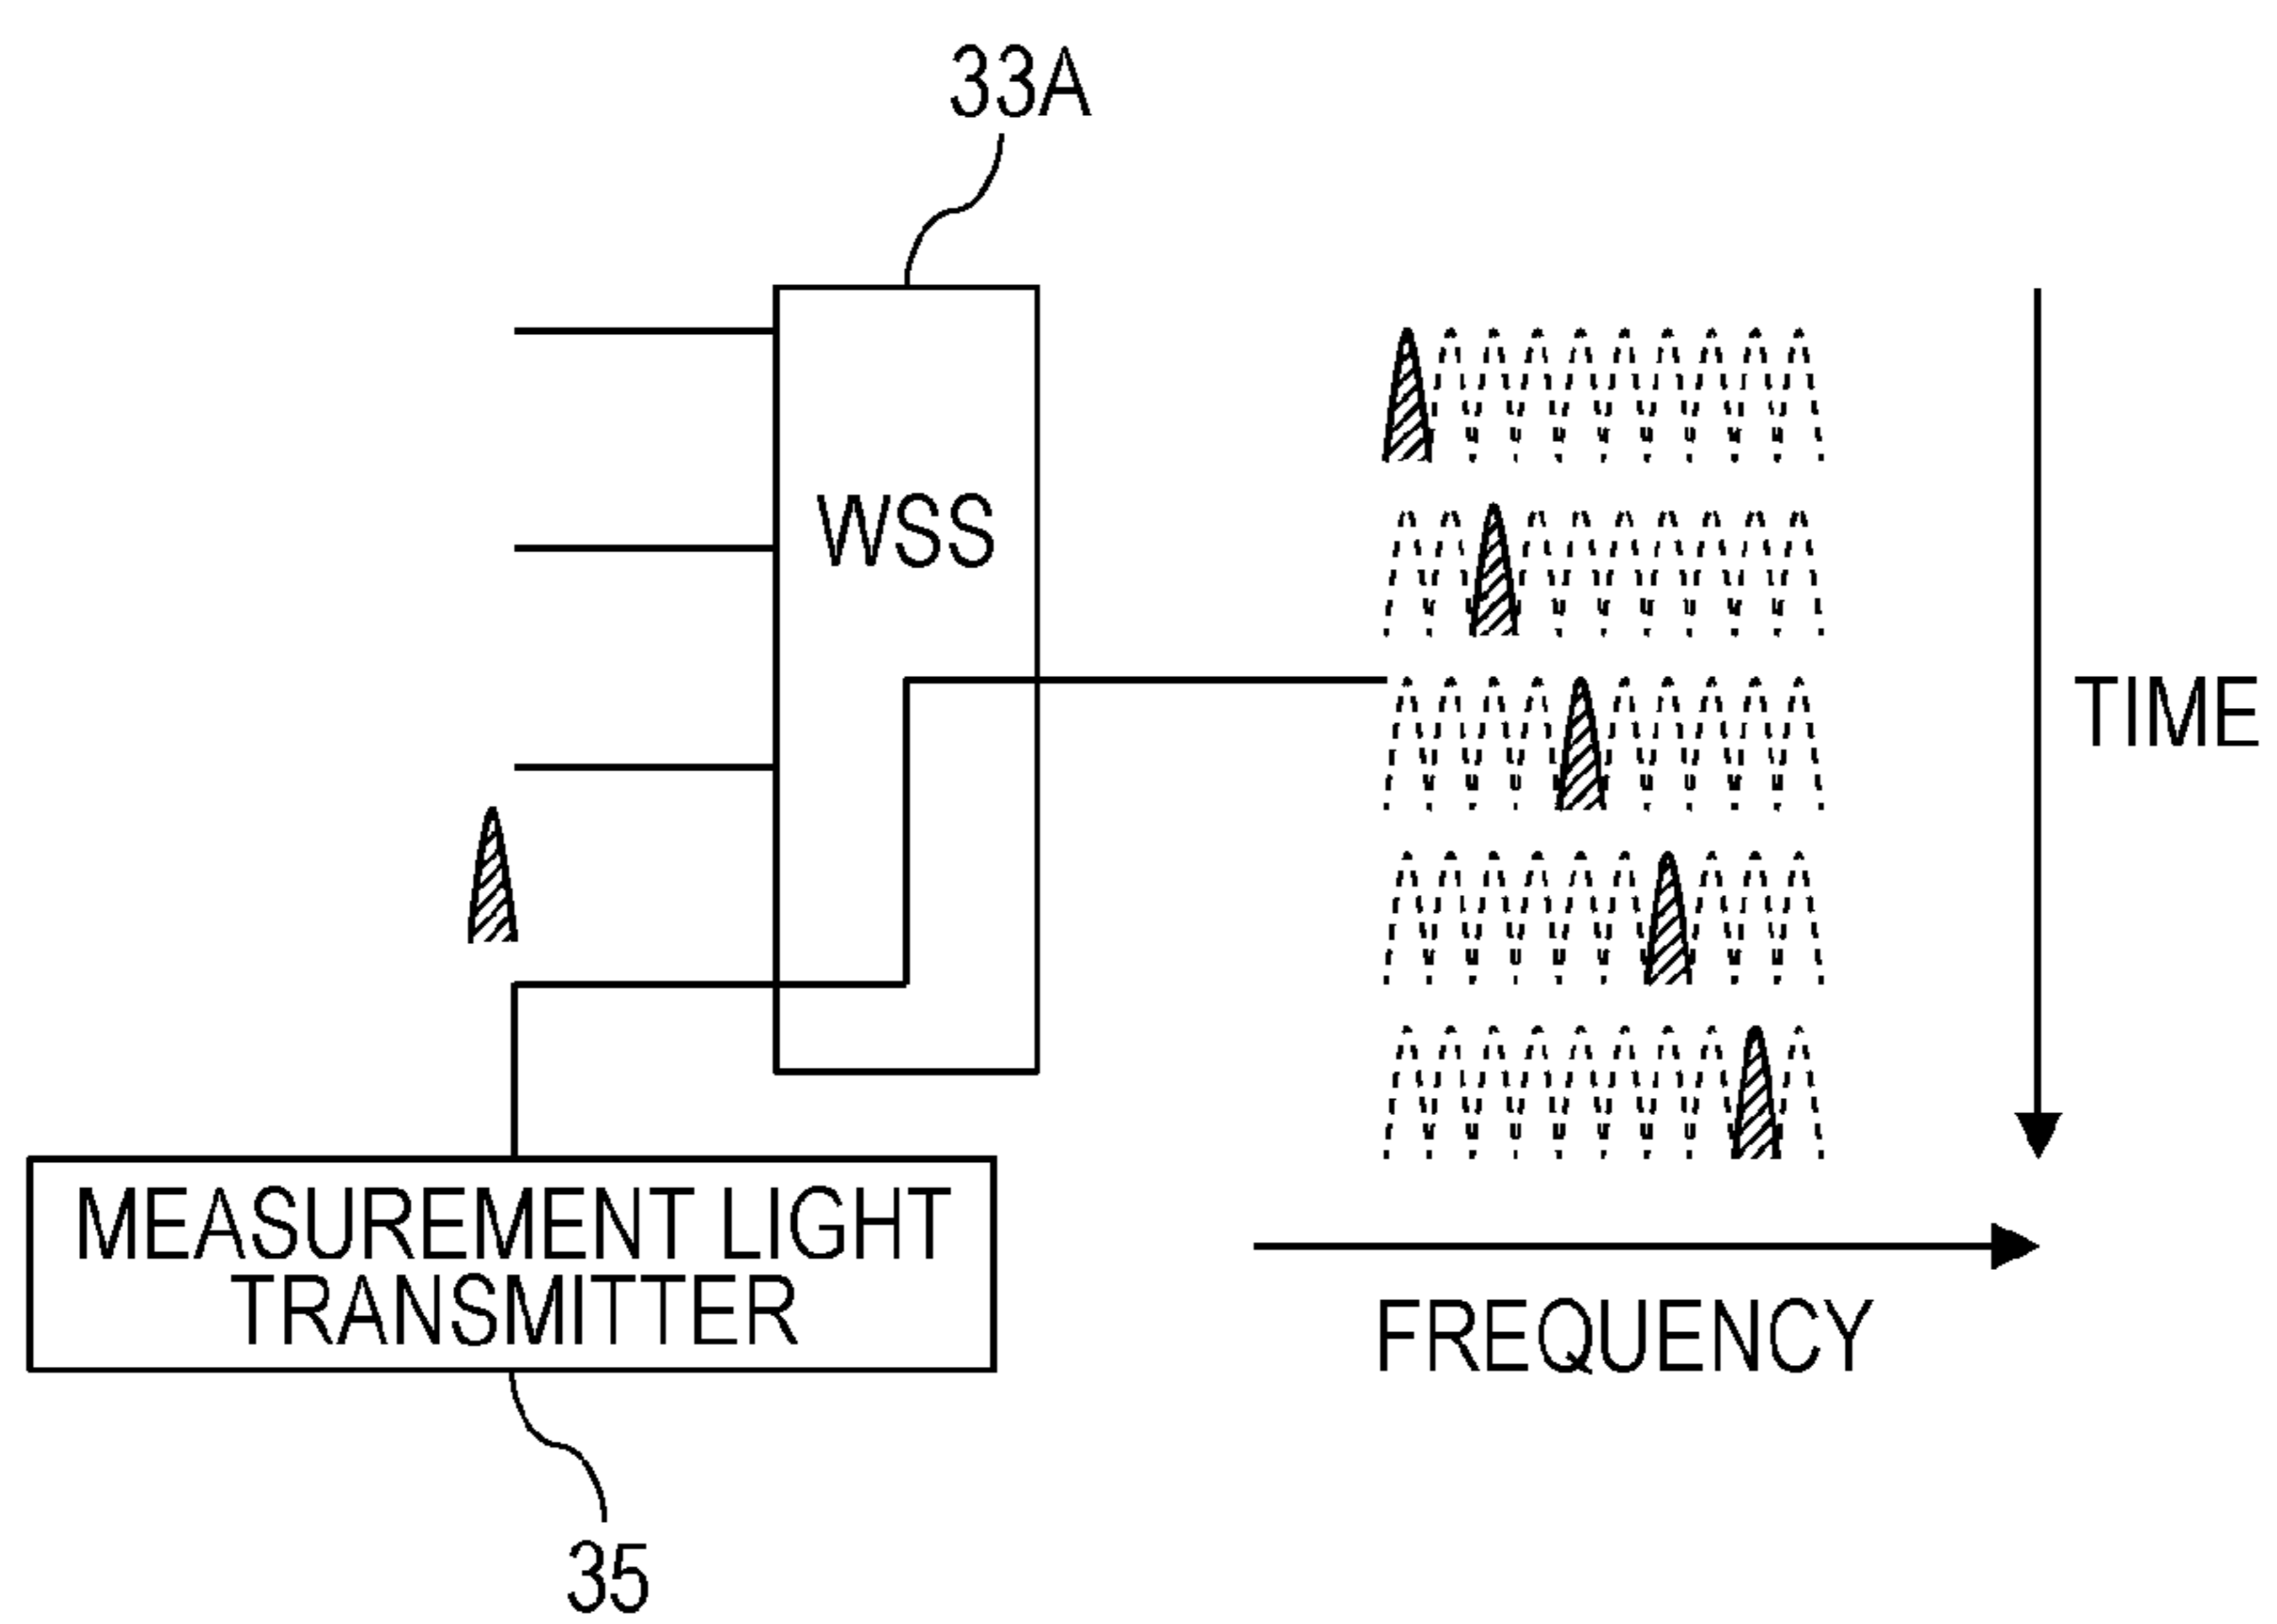 33A
WSS
TIME
MEASUREMENT LIGHT
TRANSMITTER
FREQUENCY
35